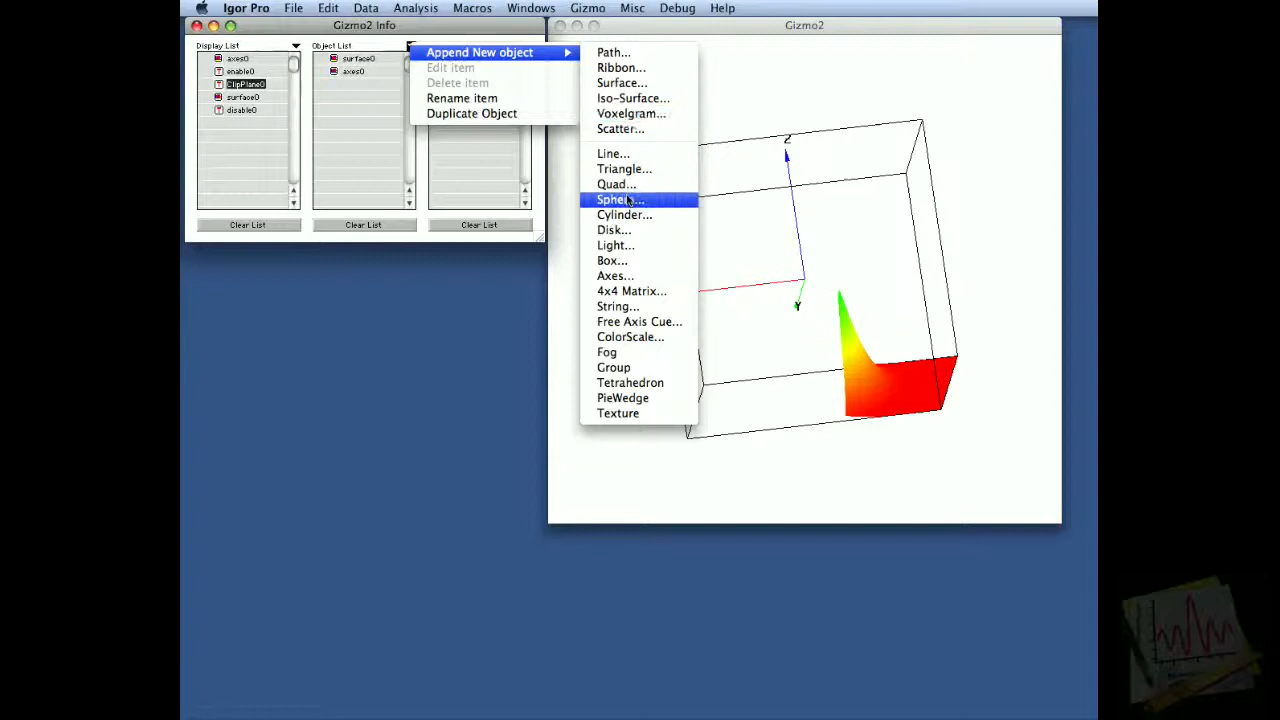 Igor Pro File Edit Data Analysis Macros Windows Gizmo Misc Debug Help
Gizmo2 Info
Display List
axes0
enable0
ClipPlane0
surface0
disable0
Clear List
Object List
surface0
axes0
Clear List
Clear List
Append New object
Edit item
Delete item
Rename item
Duplicate Object
Path...
Ribbon...
Surface...
Iso-Surface...
Voxelgram...
Scatter...
Line...
Triangle...
Quad...
Sphere...
Cylinder...
Disk...
Light...
Box...
Axes...
4x4 Matrix...
String...
Free Axis Cue...
ColorScale...
Fog
Group
Tetrahedron
PieWedge
Texture
Gizmo2
Z
Y